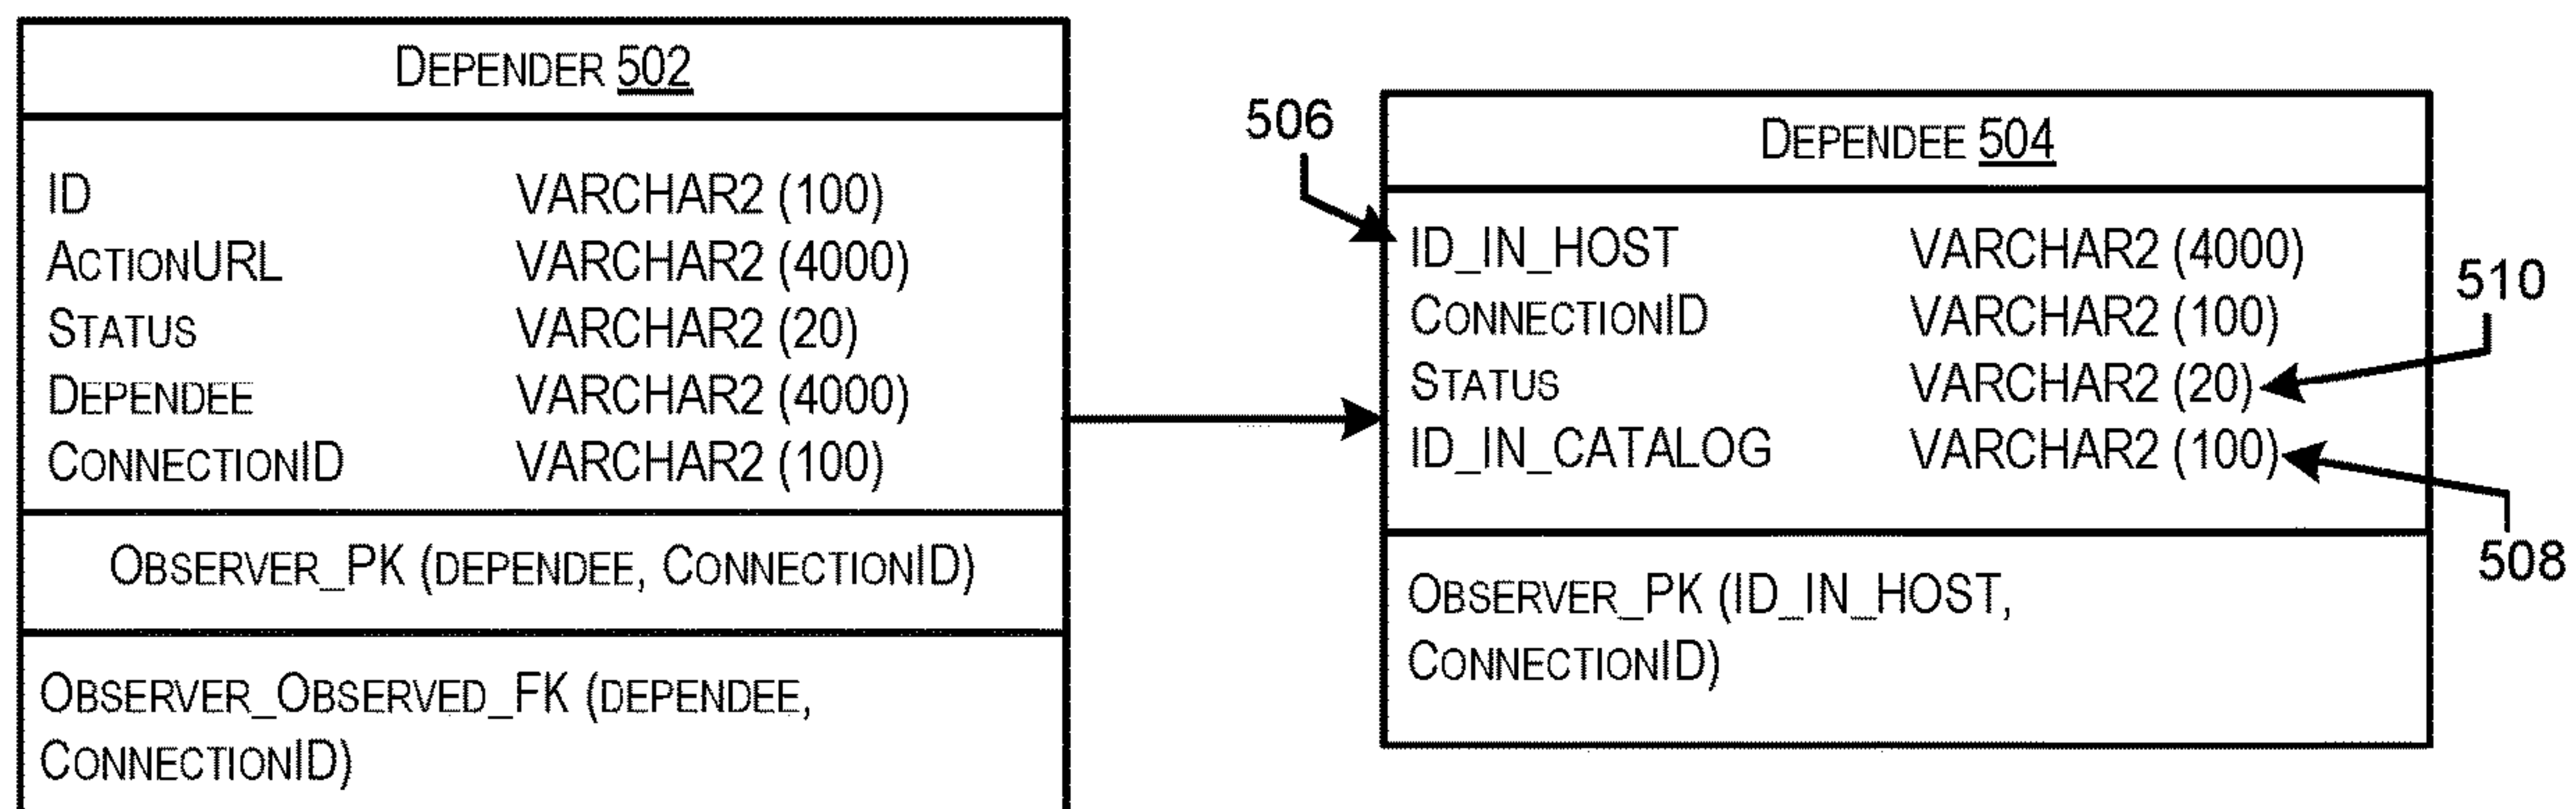 DEPENDER 502
ID VARCHAR2 (100)
ACTIONURL VARCHAR2 (4000)
STATUS VARCHAR2 (20)
DEPENDEE VARCHAR2 (4000)
CONNECTIONID VARCHAR2 (100)
OBSERVER_PK (DEPENDEE, CONNECTIONID)
OBSERVER_OBSERVED_FK (DEPENDEE,
CONNECTIONID)
506
DEPENDEE 504
ID_IN_HOST VARCHAR2 (4000)
CONNECTIONID VARCHAR2 (100)
STATUS VARCHAR2 (20)
ID_IN_CATALOG VARCHAR2 (100)
OBSERVER_PK (ID_IN_HOST,
CONNECTIONID)
510
508